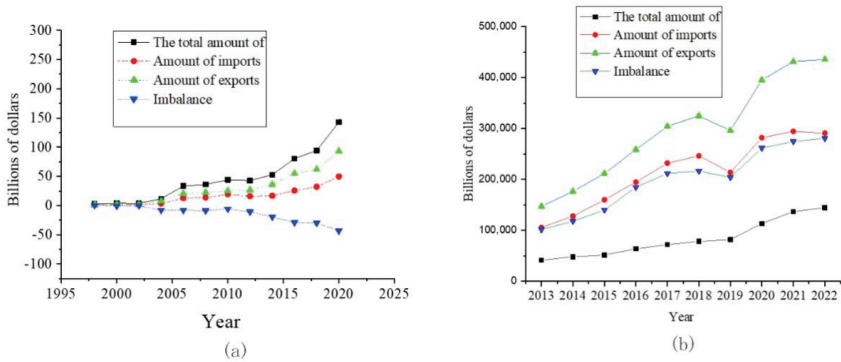 300
250
200
150
100
50
0
-50
-100
Billions of dollars
1995 2000 2005 2010 2015 2020 2025
Year
The total amount of
Amount of imports
Amount of exports
Imbalance
(a)
500,000
400,000
300,000
200,000
100,000
0
Billions of dollars
2013 2014 2015 2016 2017 2018 2019 2020 2021 2022
Year
The total amount of
Amount of imports
Amount of exports
Imbalance
(b)